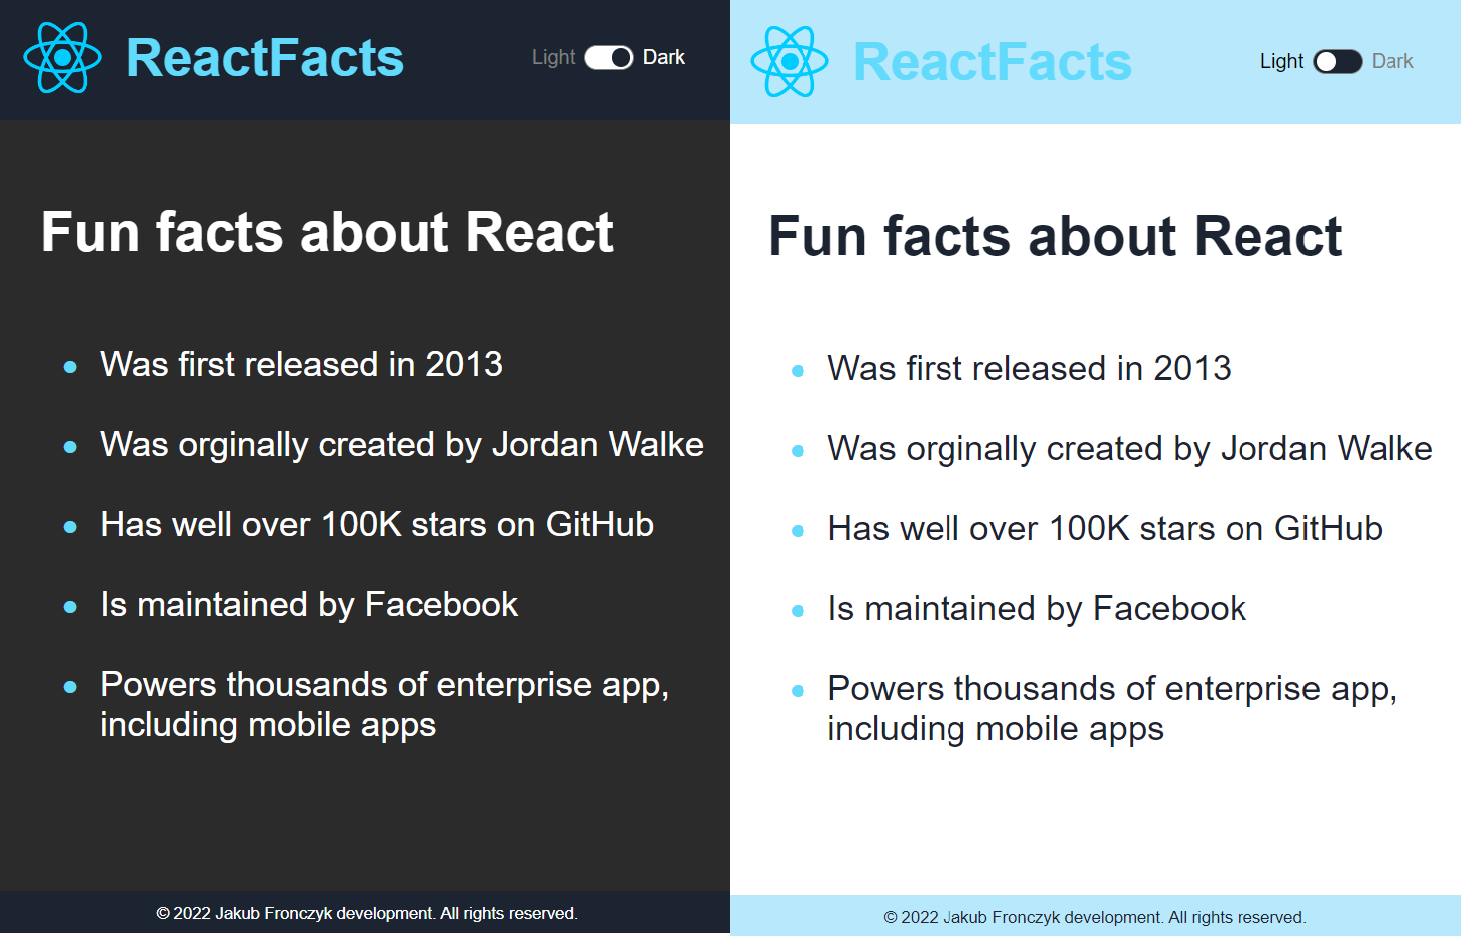 ReactFacts
Light Dark
Fun facts about React
Was first released in 2013
Was orginally created by Jordan Walke
Has well over 100K stars on GitHub
Is maintained by Facebook
Powers thousands of enterprise app,
including mobile apps
© 2022 Jakub Fronczyk development. All rights reserved.
ReactFacts
Light Dark
Fun facts about React
Was first released in 2013
Was orginally created by Jordan Walke
Has well over 100K stars on GitHub
Is maintained by Facebook
Powers thousands of enterprise app,
including mobile apps
© 2022 Jakub Fronczyk development. All rights reserved.